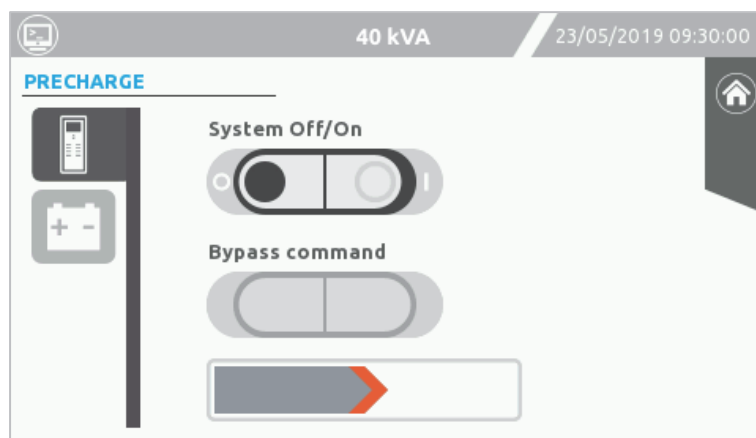 40 kVA
23/05/2019 09:30:00
PRECHARGE
System Off/On
O I
+ -
Bypass command